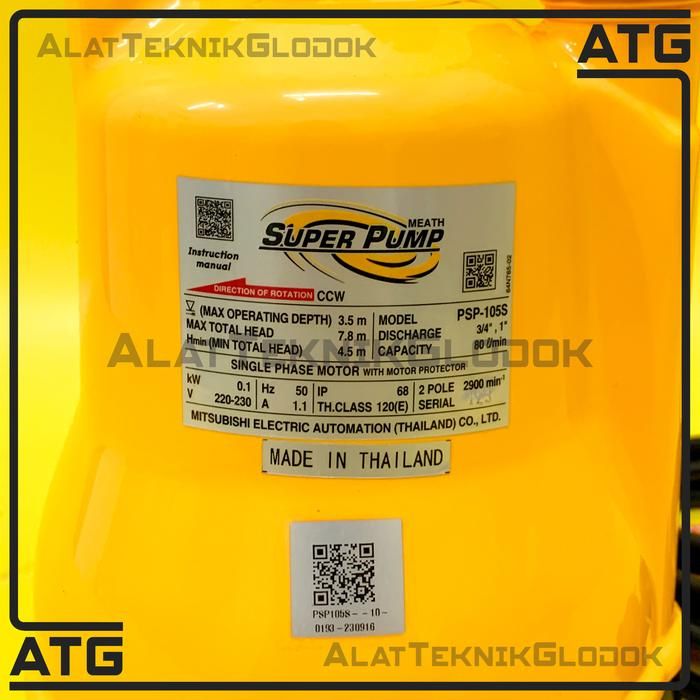 ALATTEKNIKGLODOK
ATG
MEATH
SUPER PUMP
Instruction
manual
64N765-02
DIRECTION OF ROTATION CCW
(MAX OPERATING DEPTH) 3.5 m MODEL PSP-105S
MAX TOTAL HEAD 7.8 m DISCHARGE 3/4", 1"
Hmin (MIN TOTAL HEAD) 4.5 m CAPACITY 80 ℓ/min
ALATTEKNIKGLODOK
SINGLE PHASE MOTOR WITH MOTOR PROTECTOR
kW 0.1 Hz 50 IP 68 2 POLE 2900 min⁻¹
V 220-230 A 1.1 TH.CLASS 120(E) SERIAL
MITSUBISHI ELECTRIC AUTOMATION (THAILAND) CO., LTD.
MADE IN THAILAND
PSP105S--10-
0193-230916
ATG
ALATTEKNIKGLODOK